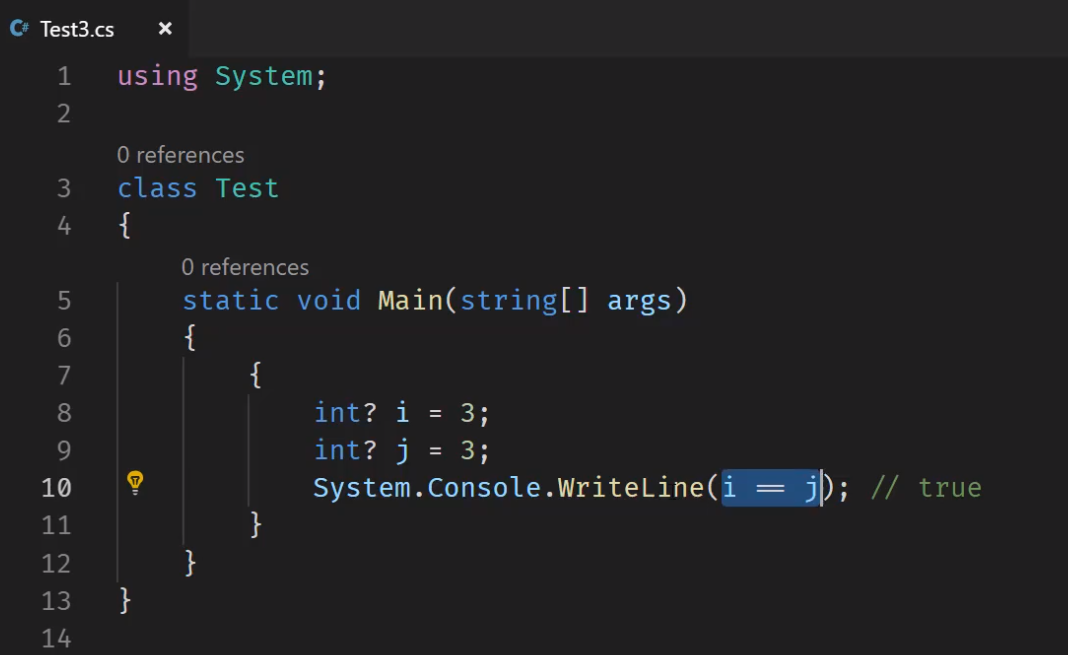 C# Test3.cs ×
1 using System;
2
0 references
3 class Test
4 {
0 references
5 static void Main(string[] args)
6 {
7 {
8 int? i = 3;
9 int? j = 3;
10 System.Console.WriteLine(i == j); // true
11 }
12 }
13 }
14